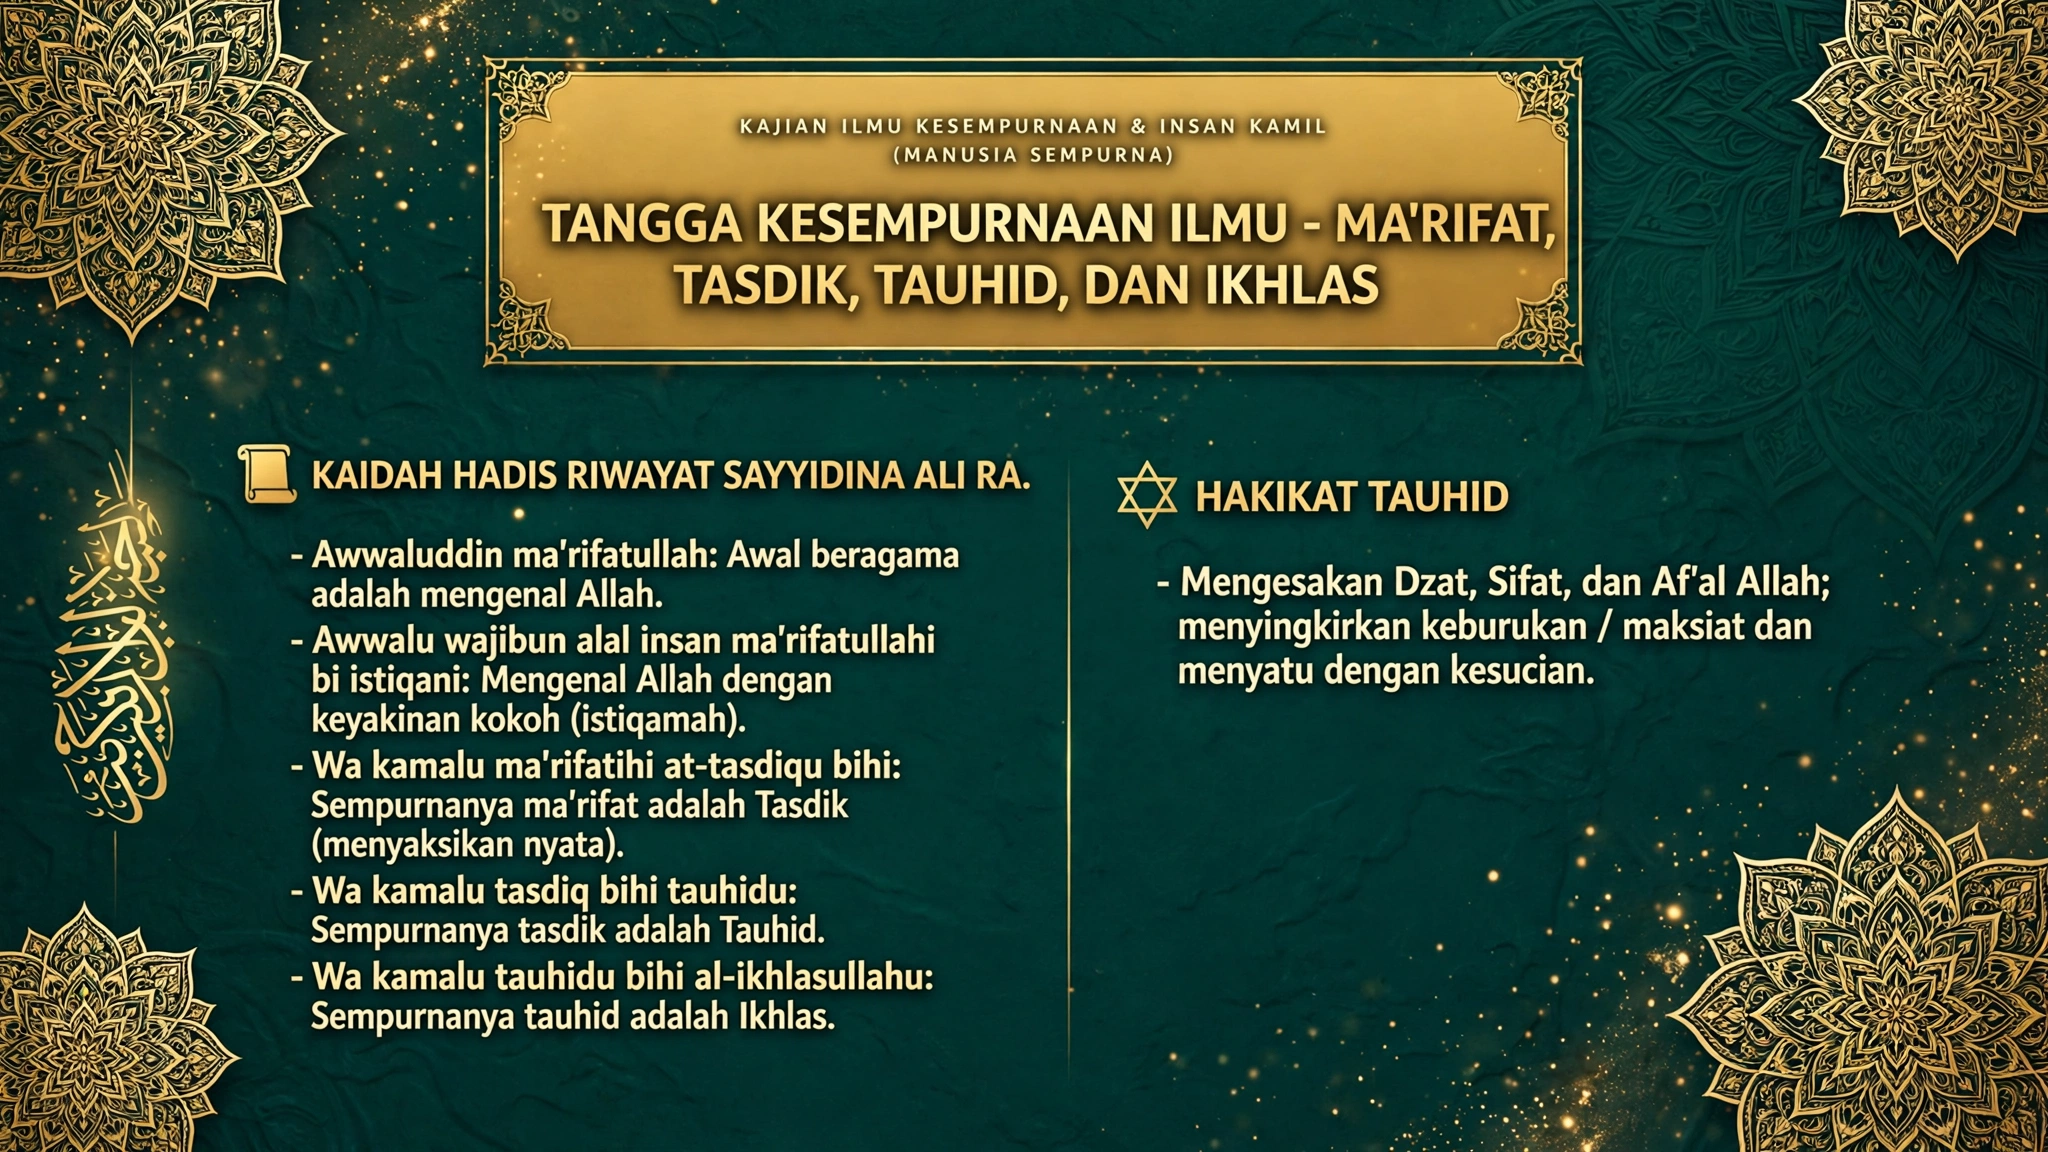 KAJIAN ILMU KESEMPURNAAN & INSAN KAMIL
(MANUSIA SEMPURNA)
TANGGA KESEMPURNAAN ILMU - MA'RIFAT,
TASDIK, TAUHID, DAN IKHLAS
KAIDAH HADIS RIWAYAT SAYYIDINA ALI RA.
- Awwaluddin ma'rifatullah: Awal beragama
adalah mengenal Allah.
- Awwalu wajibun alal insan ma'rifatullahi
bi istiqani: Mengenal Allah dengan
keyakinan kokoh (istiqamah).
- Wa kamalu ma'rifatihi at-tasdiqu bihi:
Sempurnanya ma'rifat adalah Tasdik
(menyaksikan nyata).
- Wa kamalu tasdiq bihi tauhidu:
Sempurnanya tasdik adalah Tauhid.
- Wa kamalu tauhidu bihi al-ikhlasullahu:
Sempurnanya tauhid adalah Ikhlas.
HAKIKAT TAUHID
- Mengesakan Dzat, Sifat, dan Af'al Allah;
menyingkirkan keburukan / maksiat dan
menyatu dengan kesucian.